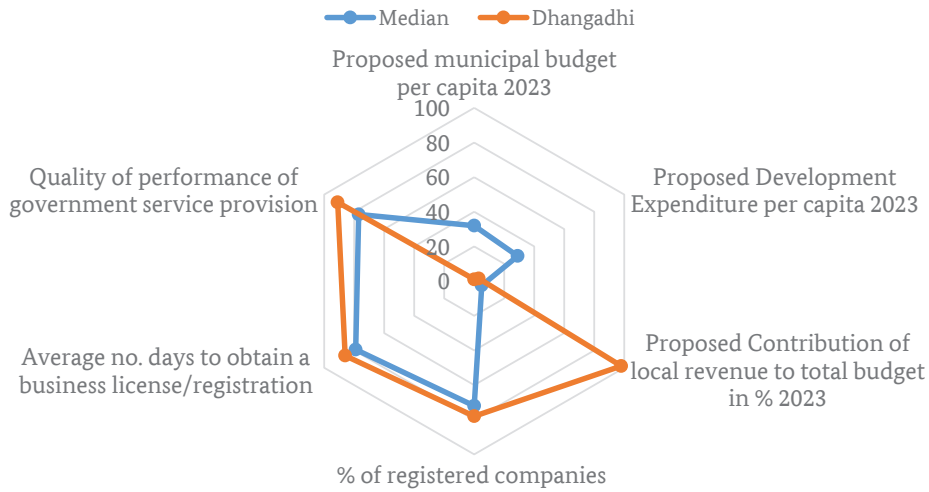 Median Dhangadhi
Proposed municipal budget
per capita 2023
100
80
60
40
20
0
Quality of performance of
government service provision
Proposed Development
Expenditure per capita 2023
Average no. days to obtain a
business license/registration
Proposed Contribution of
local revenue to total budget
in % 2023
% of registered companies